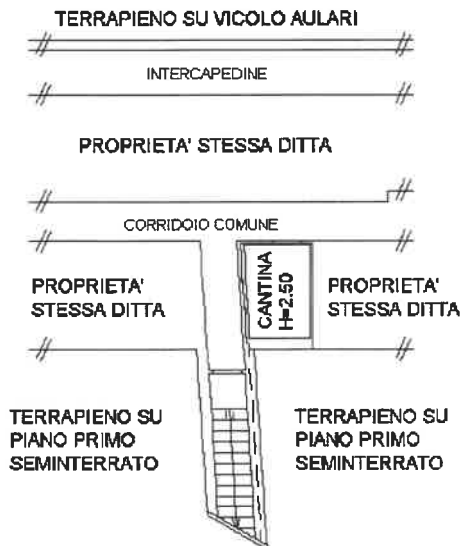 TERRAPIENO SU VICOLO AULARI
INTERCAPEDINE
PROPRIETA' STESSA DITTA
CORRIDOIO COMUNE
PROPRIETA'
STESSA DITTA
CANTINA
H=2.50
PROPRIETA'
STESSA DITTA
TERRAPIENO SU
PIANO PRIMO
SEMINTERRATO
TERRAPIENO SU
PIANO PRIMO
SEMINTERRATO